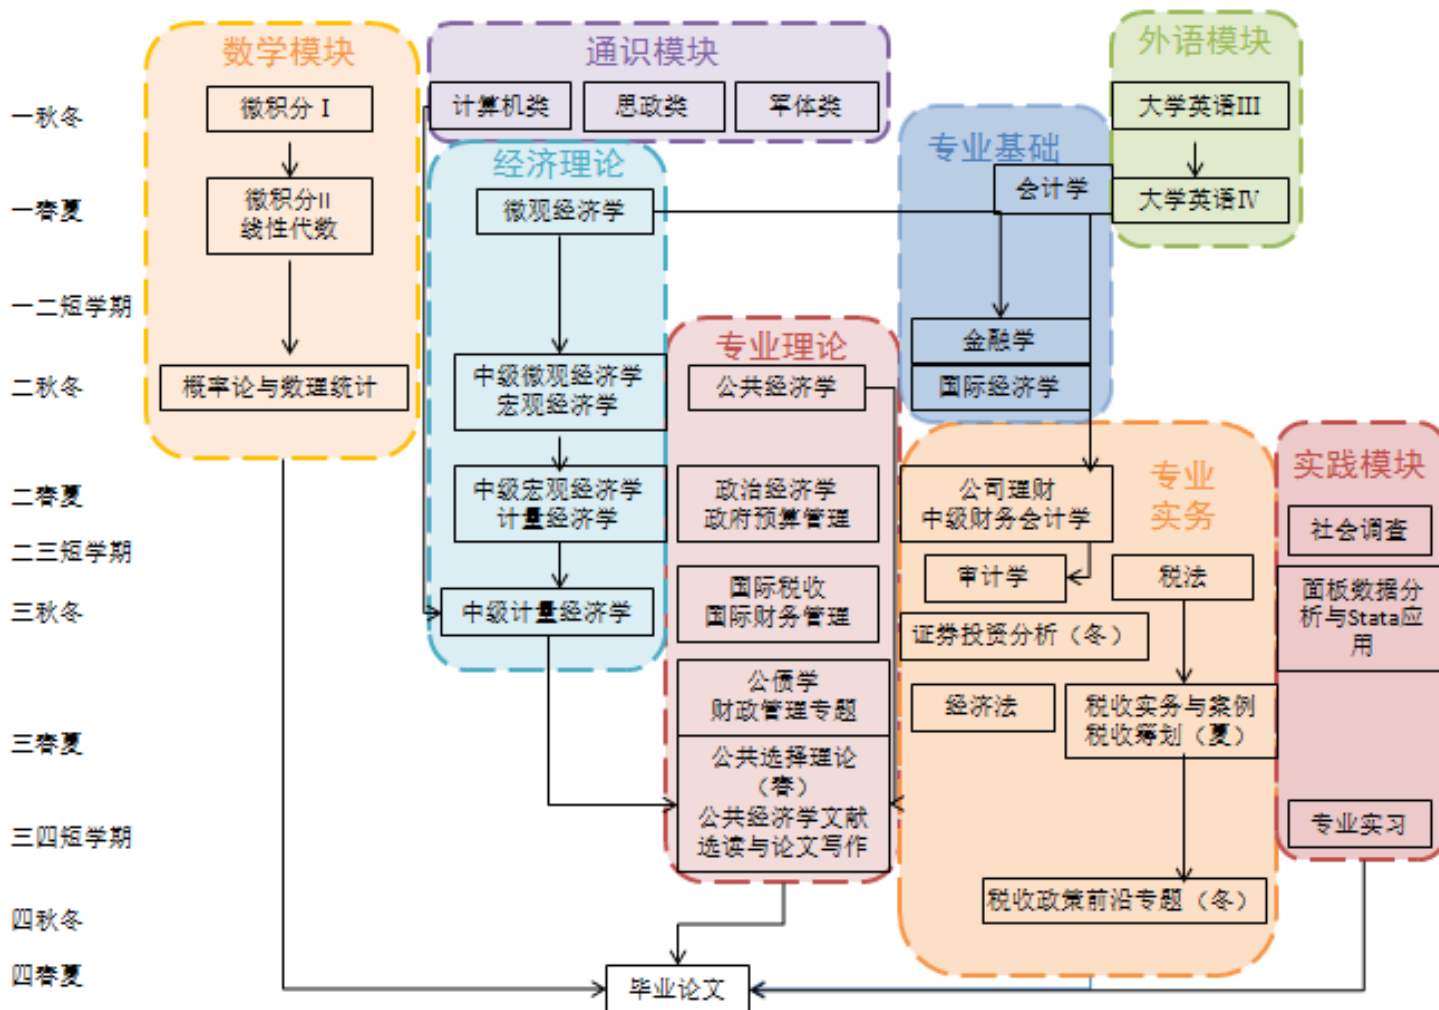 数学模块
通识模块
外语模块
一秋冬
微积分 I
计算机类
思政类
军体类
大学英语III
经济理论
专业基础
一春夏
微积分II
线性代数
微观经济学
会计学
大学英语IV
一二短学期
专业理论
金融学
二秋冬
概率论与数理统计
中级微观经济学
宏观经济学
公共经济学
国际经济学
专业
实务
实践模块
二春夏
中级宏观经济学
计量经济学
政治经济学
政府预算管理
公司理财
中级财务会计学
社会调查
二三短学期
审计学
税法
三秋冬
中级计量经济学
国际税收
国际财务管理
证券投资分析（冬）
面板数据分
析与Stata应
用
三春夏
公债学
财政管理专题
经济法
税收实务与案例
税收筹划（夏）
公共选择理论
（春）
公共经济学文献
选读与论文写作
三四短学期
专业实习
四秋冬
税收政策前沿专题（冬）
四春夏
毕业论文